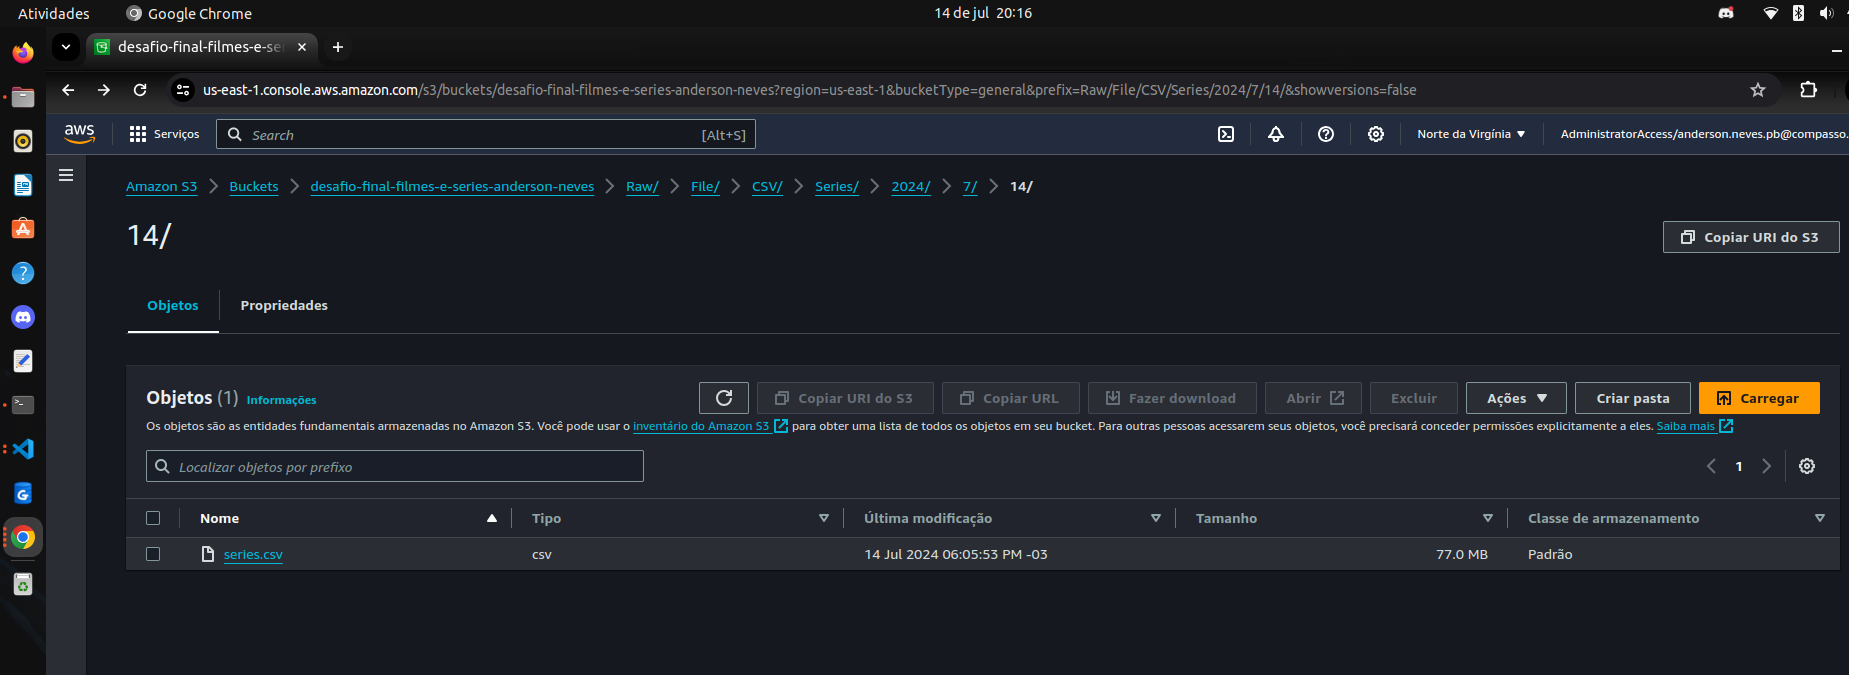 Atividades
Google Chrome
14 de jul 20:16
desafio-final-filmes-e-se
us-east-1.console.aws.amazon.com/s3/buckets/desafio-final-filmes-e-series-anderson-neves?region=us-east-1&bucketType=general&prefix=Raw/File/CSV/Series/2024/7/14/&showversions=false
aws
Serviços
Search
[Alt+S]
Norte da Virgínia
AdministratorAccess/anderson.neves.pb@compasso.
Amazon S3
Buckets
desafio-final-filmes-e-series-anderson-neves
Raw/
File/
CSV/
Series/
2024/
7/
14/
14/
Copiar URI do S3
Objetos
Propriedades
Objetos (1)
Informações
Copiar URI do S3
Copiar URL
Fazer download
Abrir
Excluir
Ações
Criar pasta
Carregar
Os objetos são as entidades fundamentais armazenadas no Amazon S3. Você pode usar o inventário do Amazon S3 para obter uma lista de todos os objetos em seu bucket. Para outras pessoas acessarem seus objetos, você precisará conceder permissões explicitamente a eles. Saiba mais
Localizar objetos por prefixo
1
Nome
Tipo
Última modificação
Tamanho
Classe de armazenamento
series.csv
csv
14 Jul 2024 06:05:53 PM -03
77.0 MB
Padrão